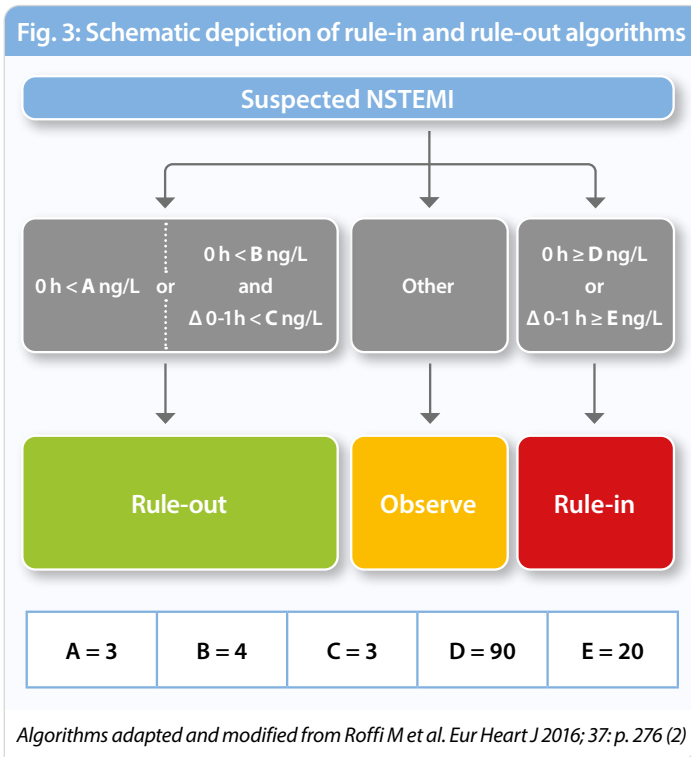 Fig. 3: Schematic depiction of rule-in and rule-out algorithms
Suspected NSTEMI
0 h < A ng/L
or
0 h < B ng/L
and
Δ 0-1h < C ng/L
Other
0 h ≥ D ng/L
or
Δ 0-1 h ≥ E ng/L
Rule-out
Observe
Rule-in
A = 3
B = 4
C = 3
D = 90
E = 20
Algorithms adapted and modified from Roffi M et al. Eur Heart J 2016; 37: p. 276 (2)